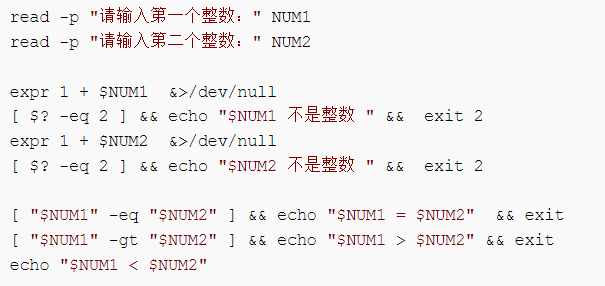 read -p "请输入第一个整数：" NUM1
read -p "请输入第二个整数：" NUM2
expr 1 + $NUM1  &>/dev/null
[ $? -eq 2 ] && echo "$NUM1 不是整数 " &&  exit 2
expr 1 + $NUM2  &>/dev/null
[ $? -eq 2 ] && echo "$NUM2 不是整数 " &&  exit 2
[ "$NUM1" -eq "$NUM2" ] && echo "$NUM1 = $NUM2"  && exit
[ "$NUM1" -gt "$NUM2" ] && echo "$NUM1 > $NUM2" && exit
echo "$NUM1 < $NUM2"